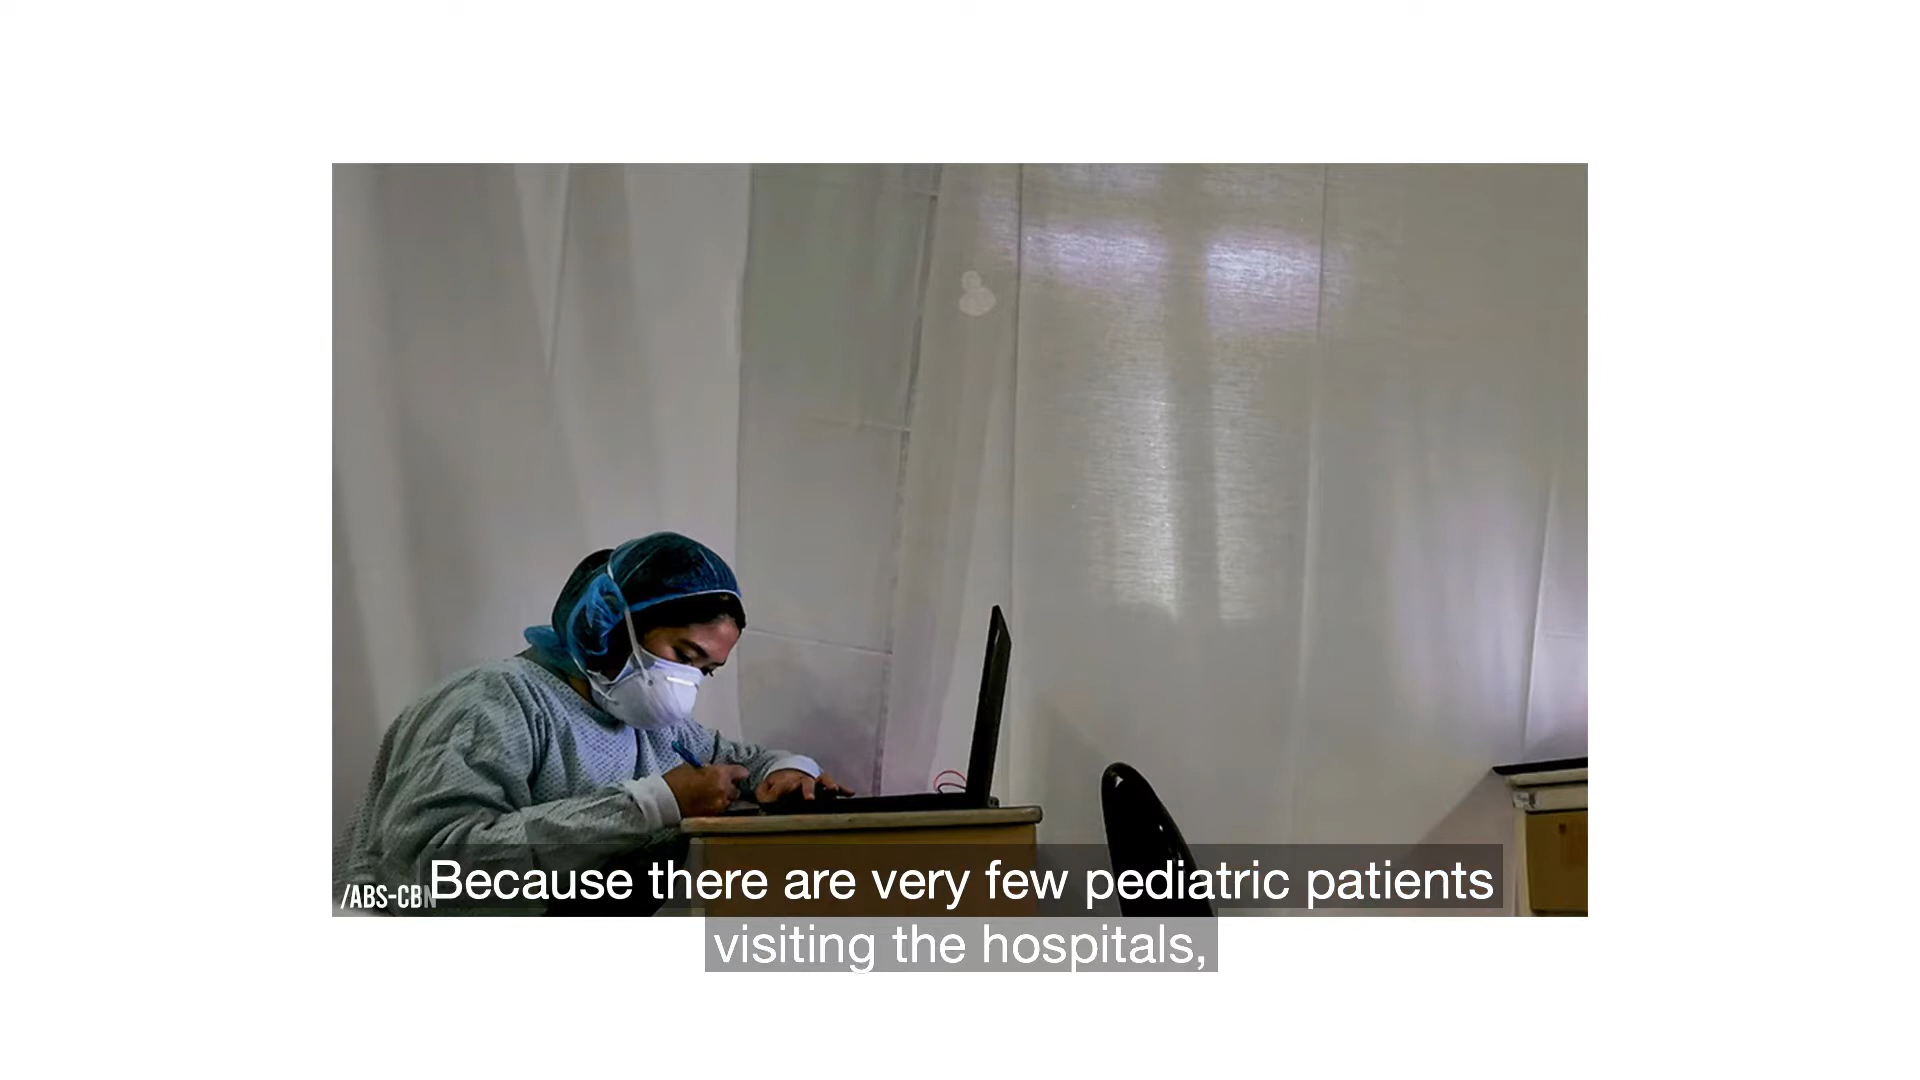 /ABS-CBN
Because there are very few pediatric patients
visiting the hospitals,